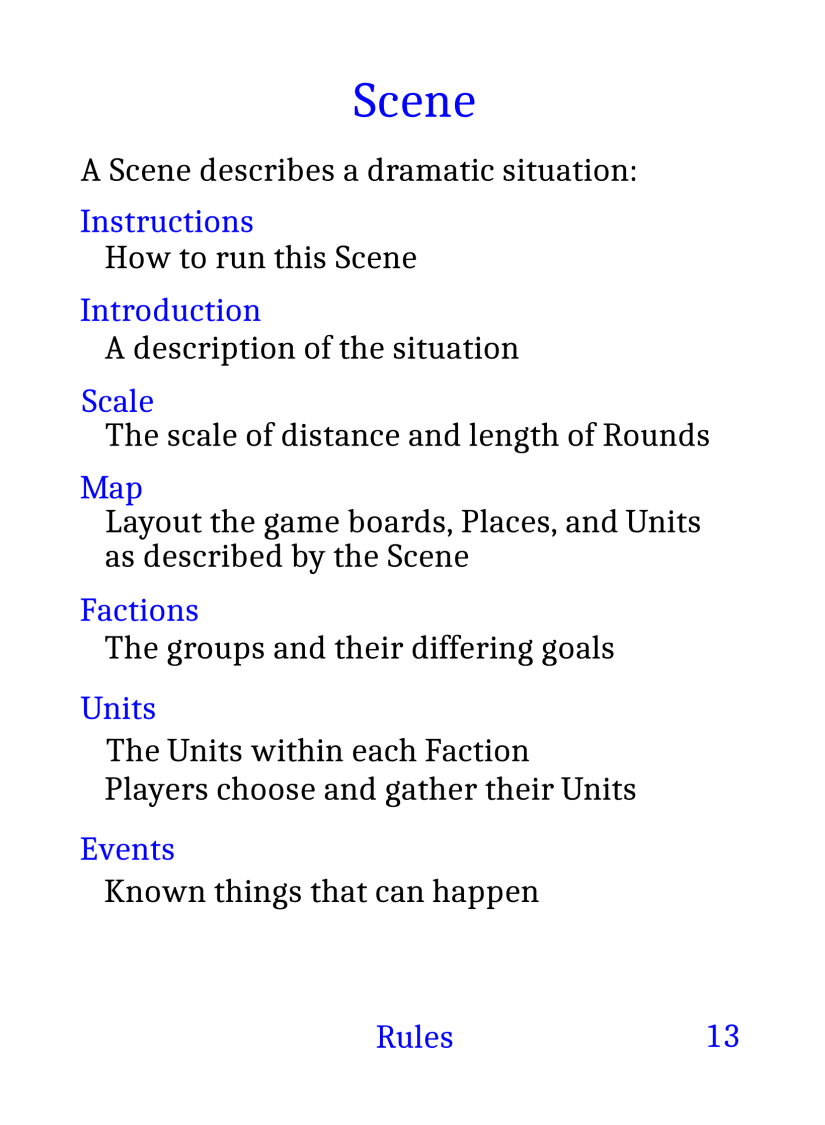 Scene
A Scene describes a dramatic situation:
Instructions
How to run this Scene
Introduction
A description of the situation
Scale
The scale of distance and length of Rounds
Map
Layout the game boards, Places, and Units
as described by the Scene
Factions
The groups and their differing goals
Units
The Units within each Faction
Players choose and gather their Units
Events
Known things that can happen
Rules 13